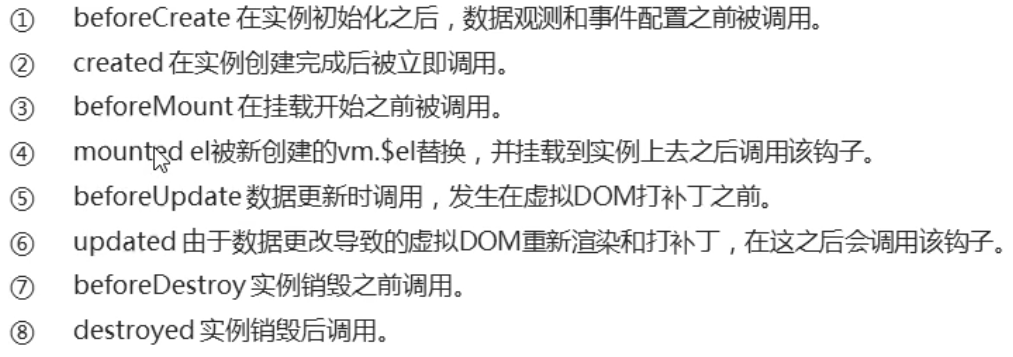 ① beforeCreate 在实例初始化之后，数据观测和事件配置之前被调用。
② created 在实例创建完成后被立即调用。
③ beforeMount 在挂载开始之前被调用。
④ mounted el被新创建的vm.$el替换，并挂载到实例上去之后调用该钩子。
⑤ beforeUpdate 数据更新时调用，发生在虚拟DOM打补丁之前。
⑥ updated 由于数据更改导致的虚拟DOM重新渲染和打补丁，在这之后会调用该钩子。
⑦ beforeDestroy 实例销毁之前调用。
⑧ destroyed 实例销毁后调用。